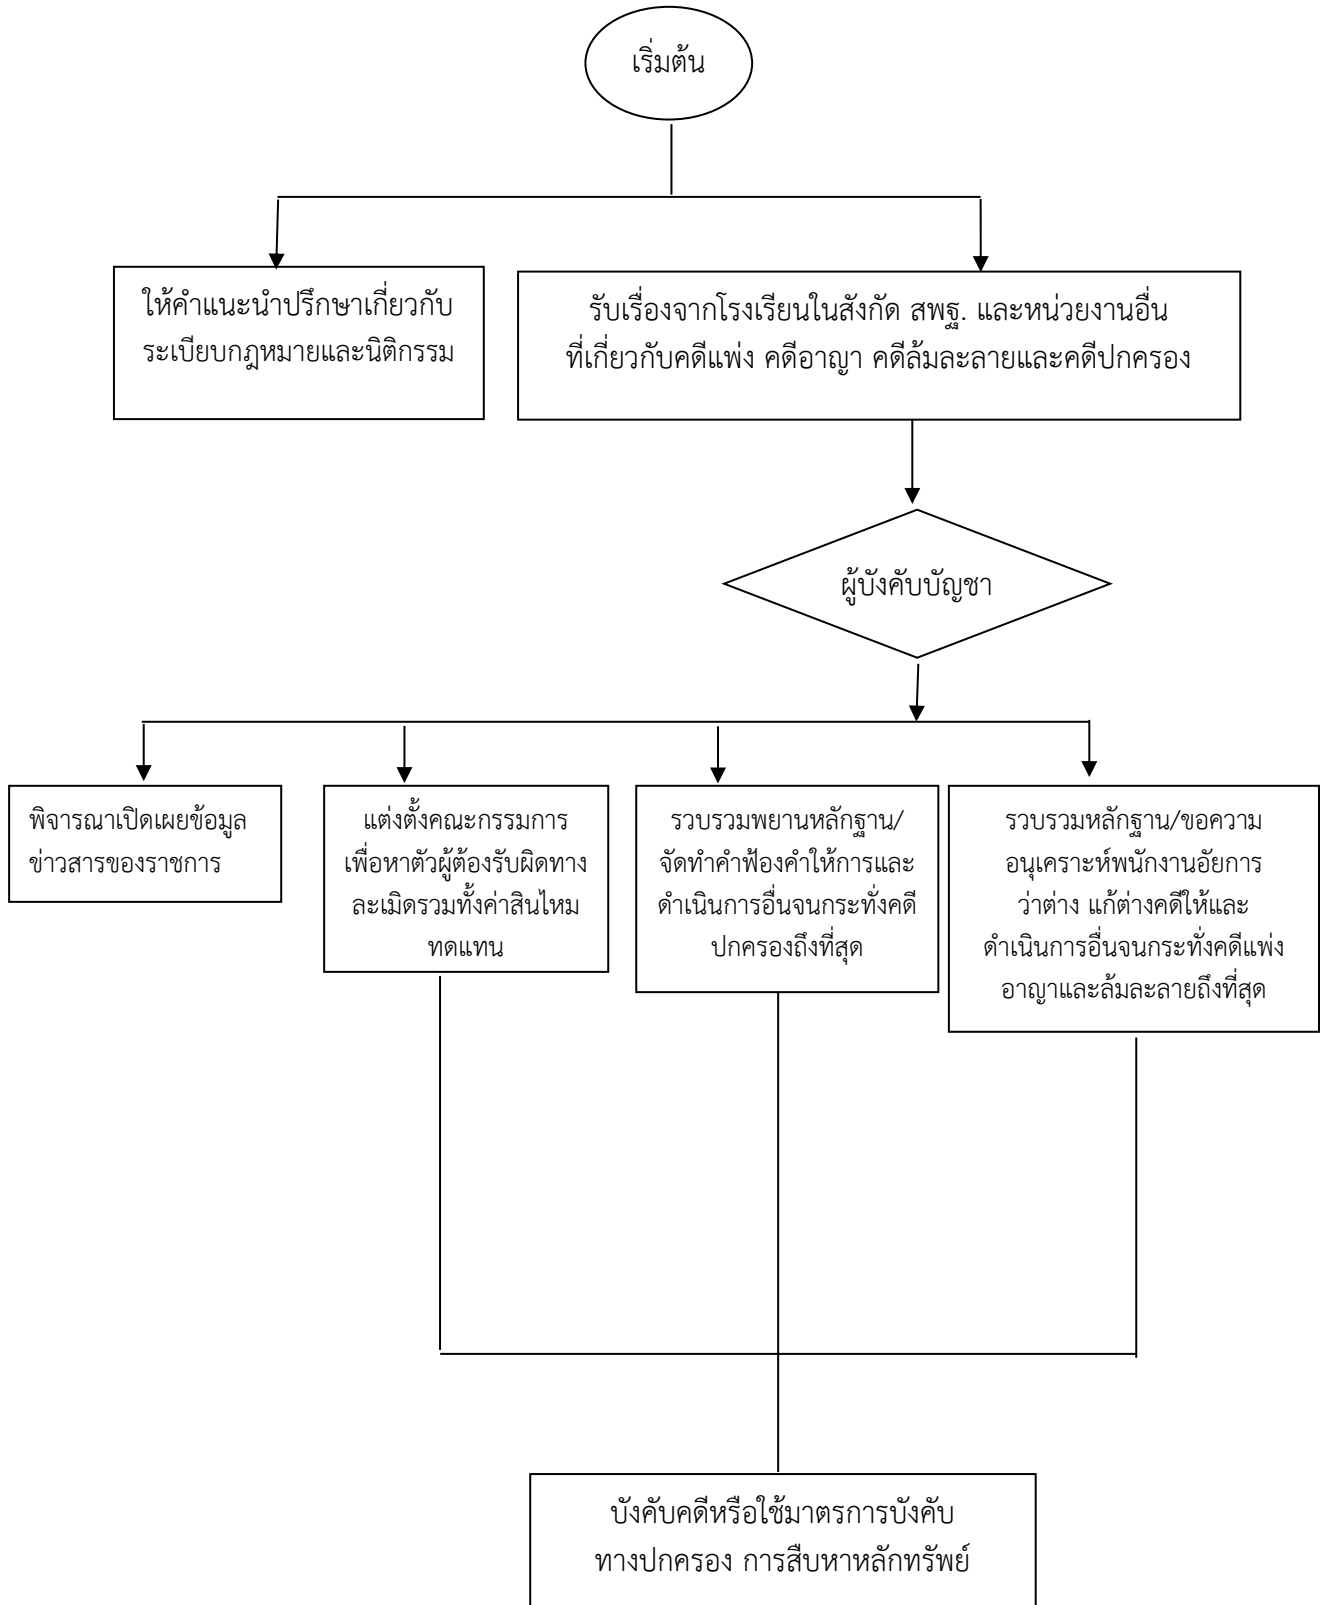 เริ่มต้น
ให้คำแนะนำปรึกษาเกี่ยวกับ
ระเบียบกฎหมายและนิติกรรม
รับเรื่องจากโรงเรียนในสังกัด สพฐ. และหน่วยงานอื่น
ที่เกี่ยวกับคดีแพ่ง คดีอาญา คดีล้มละลายและคดีปกครอง
ผู้บังคับบัญชา
พิจารณาเปิดเผยข้อมูล
ข่าวสารของราชการ
แต่งตั้งคณะกรรมการ
เพื่อหาตัวผู้ต้องรับผิดทาง
ละเมิดรวมทั้งค่าสินไหม
ทดแทน
รวบรวมพยานหลักฐาน/
จัดทำคำฟ้องคำให้การและ
ดำเนินการอื่นจนกระทั่งคดี
ปกครองถึงที่สุด
รวบรวมหลักฐาน/ขอความ
อนุเคราะห์พนักงานอัยการ
ว่าต่าง แก้ต่างคดีให้และ
ดำเนินการอื่นจนกระทั่งคดีแพ่ง
อาญาและล้มละลายถึงที่สุด
บังคับคดีหรือใช้มาตรการบังคับ
ทางปกครอง การสืบหาหลักทรัพย์